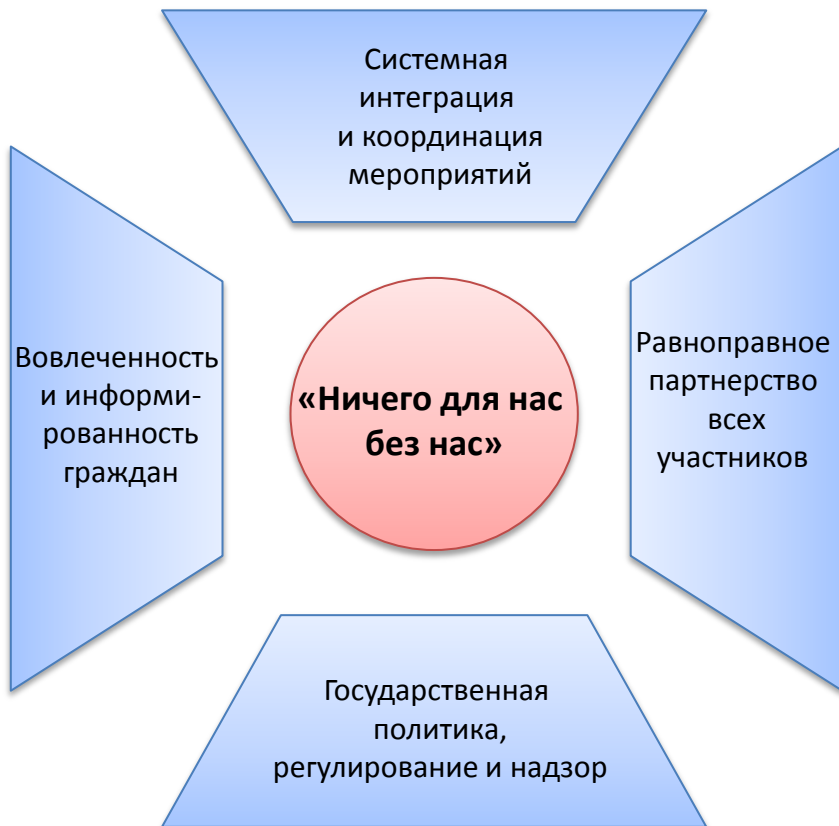 Системная
интеграция
и координация
мероприятий
Вовлеченность
и информи-
рованность
граждан
«Ничего для нас
без нас»
Равноправное
партнерство
всех
участников
Государственная
политика,
регулирование и надзор